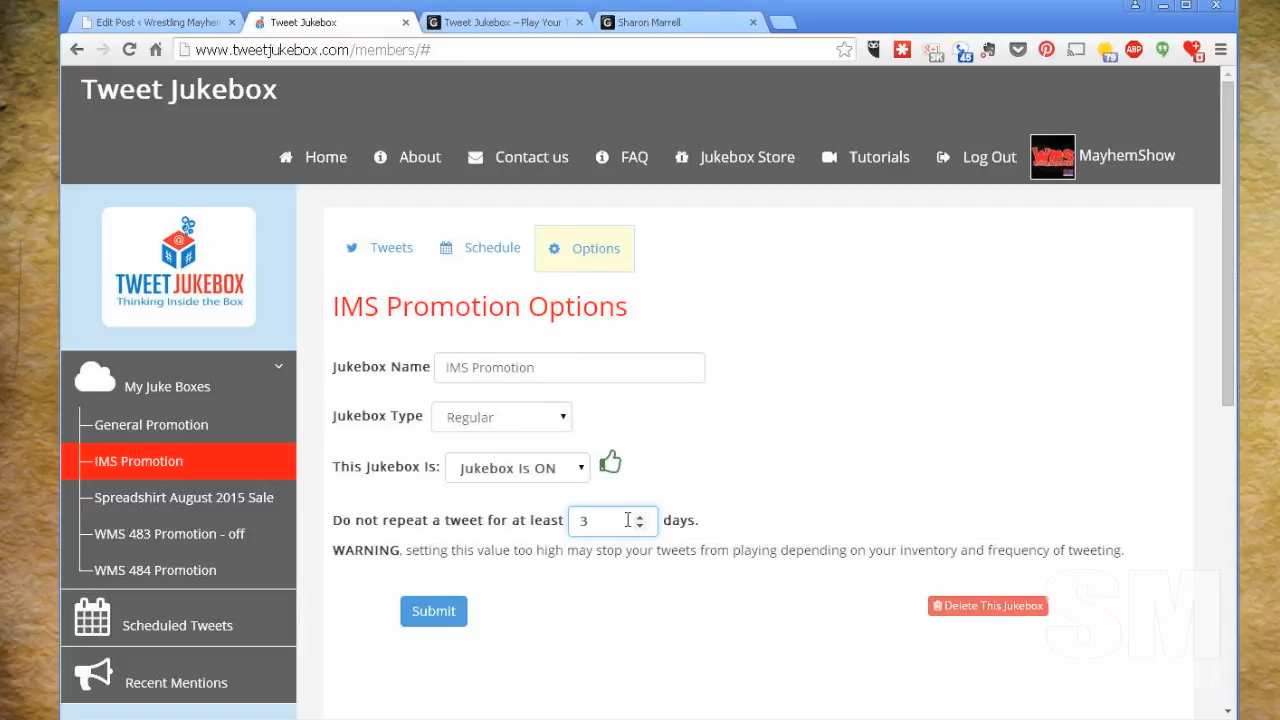 Edit Post < Wrestling Mayhem
Tweet Jukebox
Tweet Jukebox – Play Your T
Sharon Marrell
www.tweetjukebox.com/members/#
Tweet Jukebox
Home
About
Contact us
FAQ
Jukebox Store
Tutorials
Log Out
WMS
MayhemShow
TWEETJUKEBOX
Thinking Inside the Box
Tweets
Schedule
Options
IMS Promotion Options
Jukebox Name IMS Promotion
Jukebox Type Regular
This Jukebox Is: Jukebox Is ON
Do not repeat a tweet for at least 3 days.
WARNING, setting this value too high may stop your tweets from playing depending on your inventory and frequency of tweeting.
Submit
Delete This Jukebox
My Juke Boxes
General Promotion
IMS Promotion
Spreadshirt August 2015 Sale
WMS 483 Promotion - off
WMS 484 Promotion
Scheduled Tweets
Recent Mentions
SM